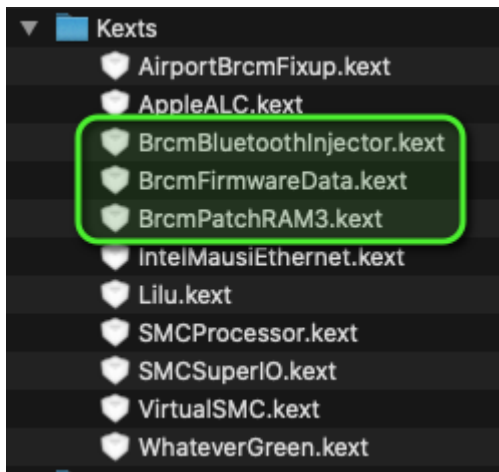 Kexts
AirportBrcmFixup.kext
AppleALC.kext
BrcmBluetoothInjector.kext
BrcmFirmwareData.kext
BrcmPatchRAM3.kext
IntelMausiEthernet.kext
Lilu.kext
SMCProcessor.kext
SMCSuperIO.kext
VirtualSMC.kext
WhateverGreen.kext